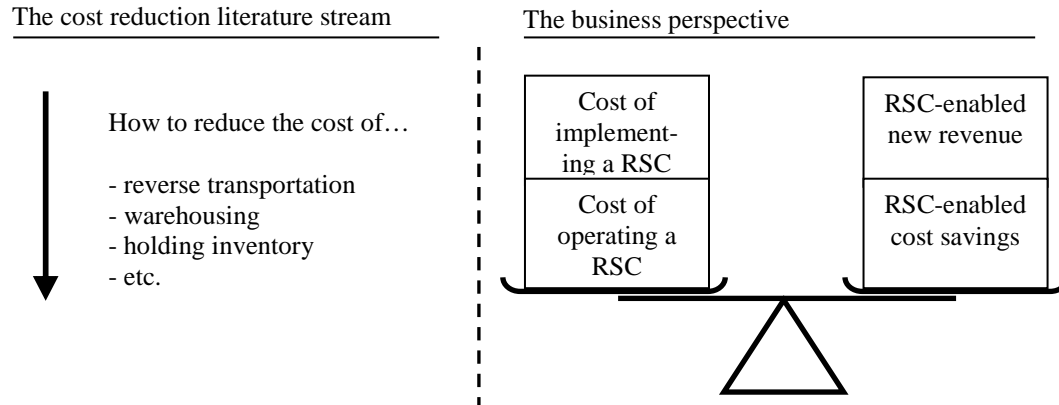 The cost reduction literature stream
How to reduce the cost of…
- reverse transportation
- warehousing
- holding inventory
- etc.
The business perspective
Cost of
implement-
ing a RSC
Cost of
operating a
RSC
RSC-enabled
new revenue
RSC-enabled
cost savings